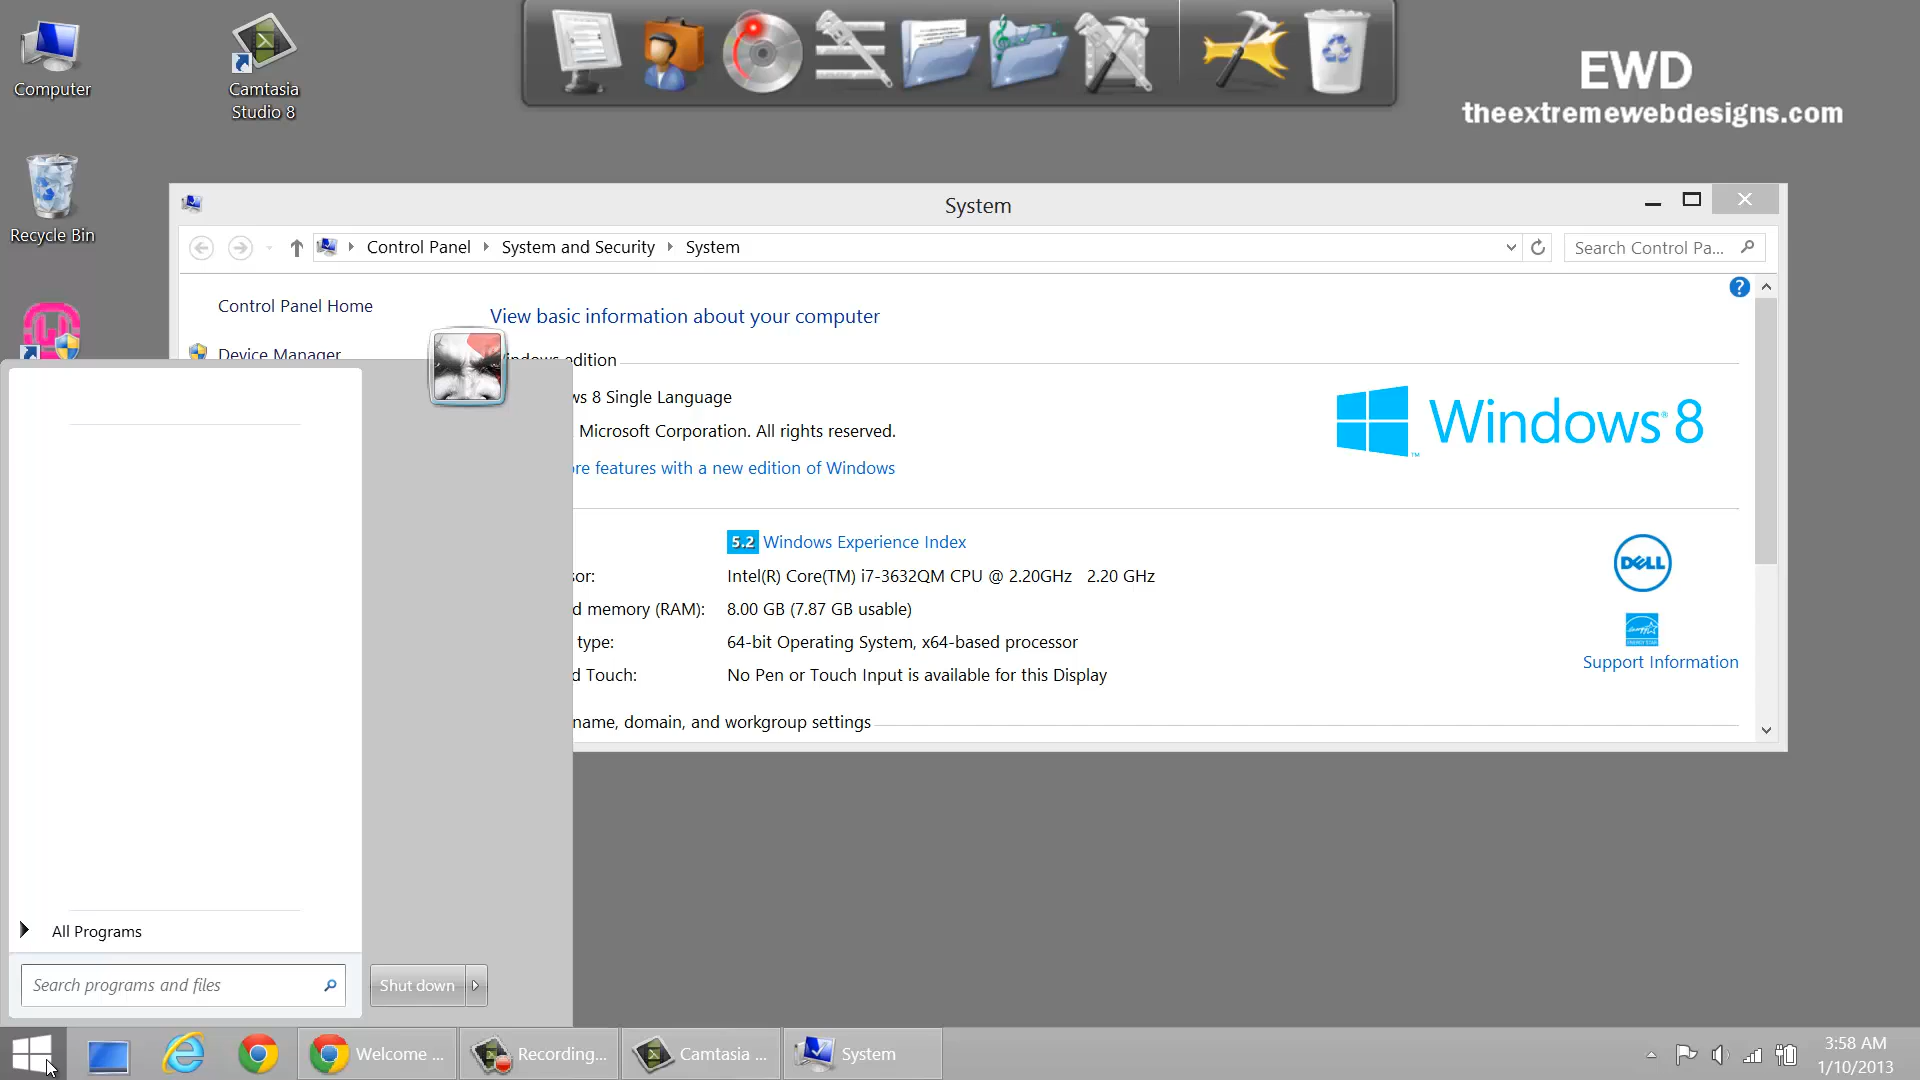 Computer
Camtasia
Studio 8
EWD
theextremewebdesigns.com
Recycle Bin
System
Control Panel
System and Security
System
Search Control Pa...
Control Panel Home
Device Manager
View basic information about your computer
edition
ws 8 Single Language
Microsoft Corporation. All rights reserved.
re features with a new edition of Windows
Windows® 8
™
5.2 Windows Experience Index
or: Intel(R) Core(TM) i7-3632QM CPU @ 2.20GHz 2.20 GHz
DELL
d memory (RAM): 8.00 GB (7.87 GB usable)
type: 64-bit Operating System, x64-based processor
Support Information
d Touch: No Pen or Touch Input is available for this Display
name, domain, and workgroup settings
All Programs
Search programs and files
Shut down
Welcome ...
Recording...
Camtasia ...
System
3:58 AM
1/10/2013